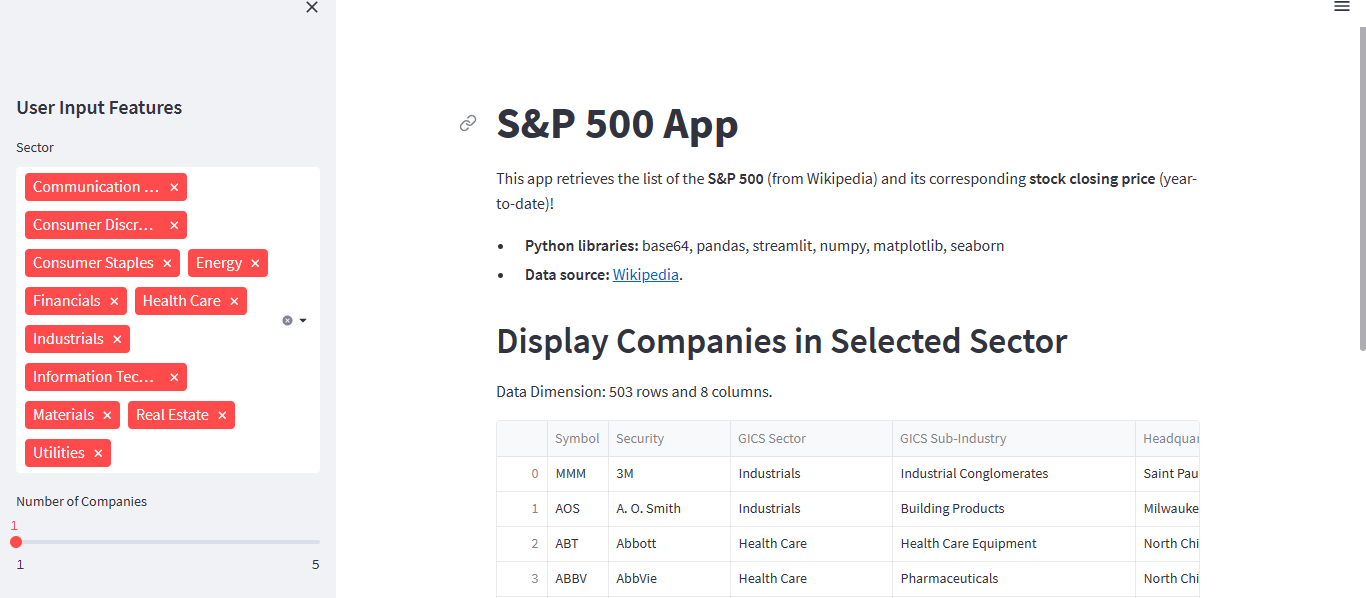 User Input Features
Sector
Communication ...
Consumer Discr...
Consumer Staples Energy
Financials Health Care
Industrials
Information Tec...
Materials Real Estate
Utilities
Number of Companies
1
1 5
S&P 500 App
This app retrieves the list of the S&P 500 (from Wikipedia) and its corresponding stock closing price (year-
to-date)!
• Python libraries: base64, pandas, streamlit, numpy, matplotlib, seaborn
• Data source: Wikipedia.
Display Companies in Selected Sector
Data Dimension: 503 rows and 8 columns.
Symbol Security GICS Sector GICS Sub-Industry Headquar
0 MMM 3M Industrials Industrial Conglomerates Saint Pau
1 AOS A. O. Smith Industrials Building Products Milwauke
2 ABT Abbott Health Care Health Care Equipment North Chi
3 ABBV AbbVie Health Care Pharmaceuticals North Chi